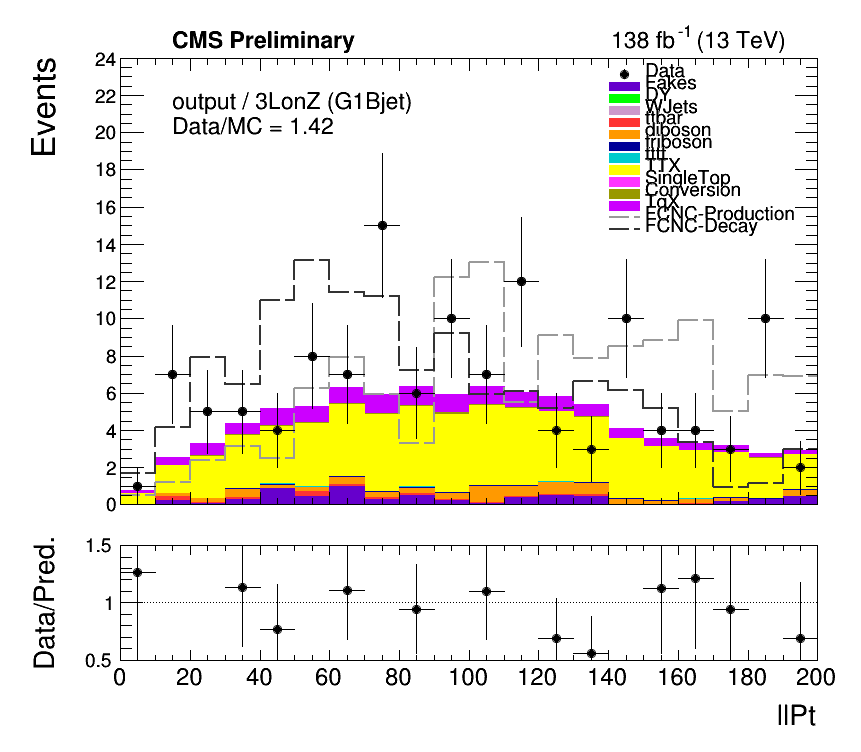 CMS Preliminary
138 fb-1 (13 TeV)
Events
24
22
20
18
16
14
12
10
8
6
4
2
0
output / 3LonZ (G1Bjet)
Data/MC = 1.42
Data
Fakes
DY
WJets
ttbar
diboson
triboson
tttt
TTX
SingleTop
Conversion
TqX
FCNC-Production
FCNC-Decay
Data/Pred.
1.5
1
0.5
0
20
40
60
80
100
120
140
160
180
200
llPt